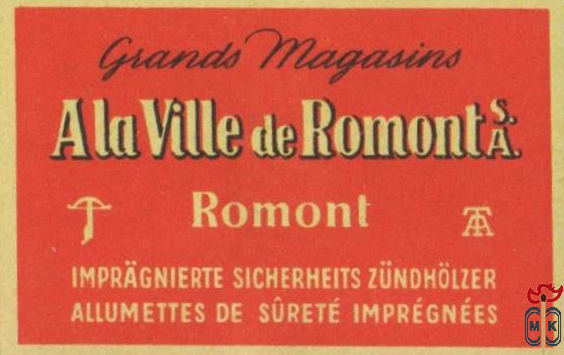 Grands Magasins
A la Ville de Romont S.A.
Romont
IMPRÄGNIERTE SICHERHEITS ZÜNDHÖLZER
ALLUMETTES DE SÛRETÉ IMPRÉGNÉES
MK